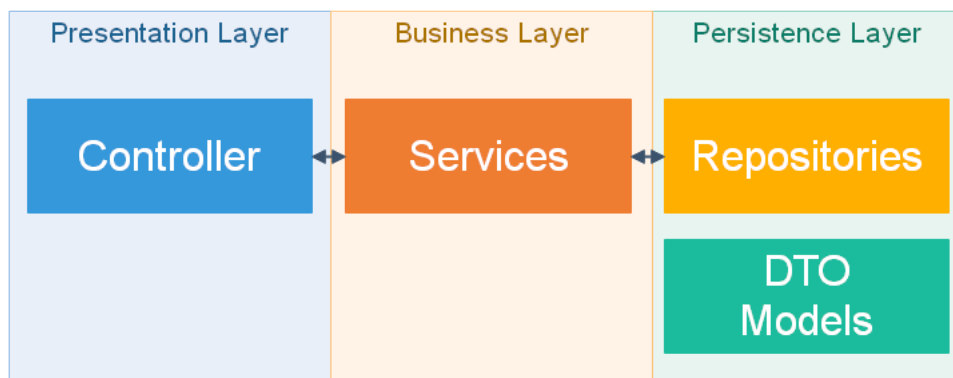 Presentation Layer
Business Layer
Persistence Layer
Controller
Services
Repositories
DTO
Models